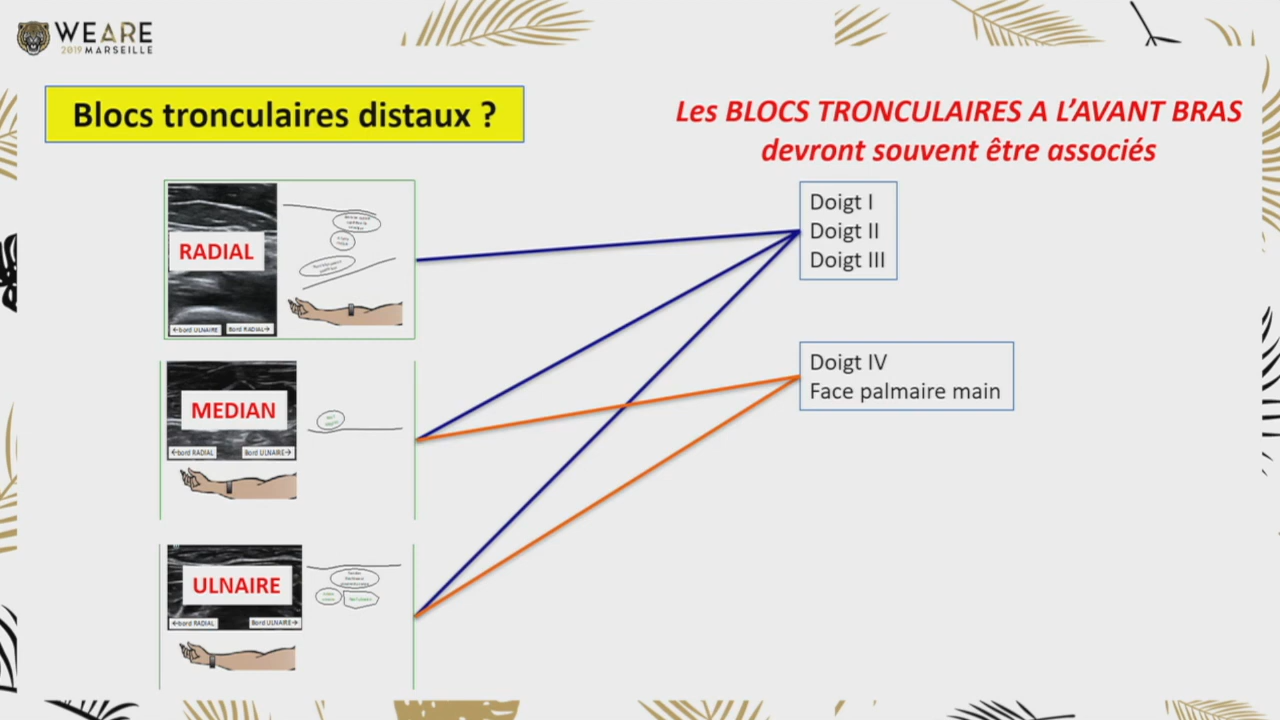 WEARE
2019 MARSEILLE
Blocs tronculaires distaux ?
Les BLOCS TRONCULAIRES A L'AVANT BRAS
devront souvent être associés
RADIAL
←bord ULNAIRE
Bord RADIAL→
Doigt I
Doigt II
Doigt III
MEDIAN
←bord RADIAL
Bord ULNAIRE→
Doigt IV
Face palmaire main
ULNAIRE
←bord RADIAL
Bord ULNAIRE→